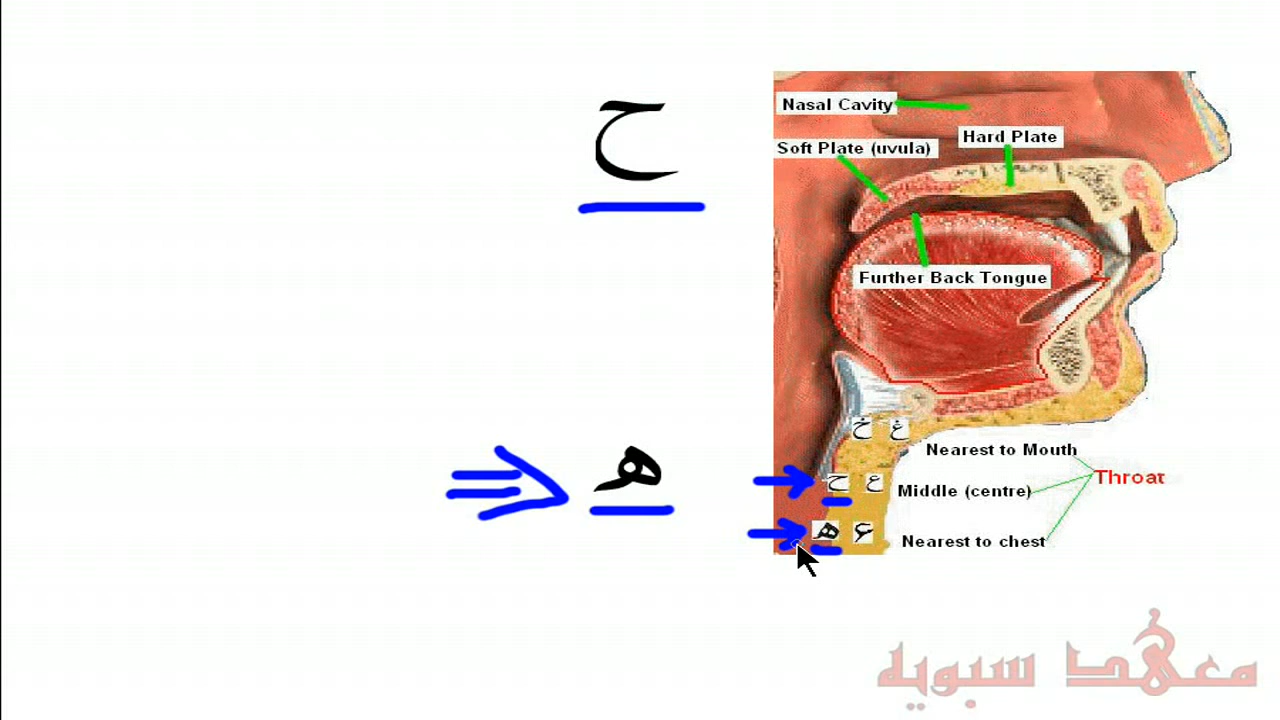 ح
ه
Nasal Cavity
Hard Plate
Soft Plate (uvula)
Further Back Tongue
خ غ
Nearest to Mouth
Throat
ح ع
Middle (centre)
ه ء
Nearest to chest
معهد سبويه